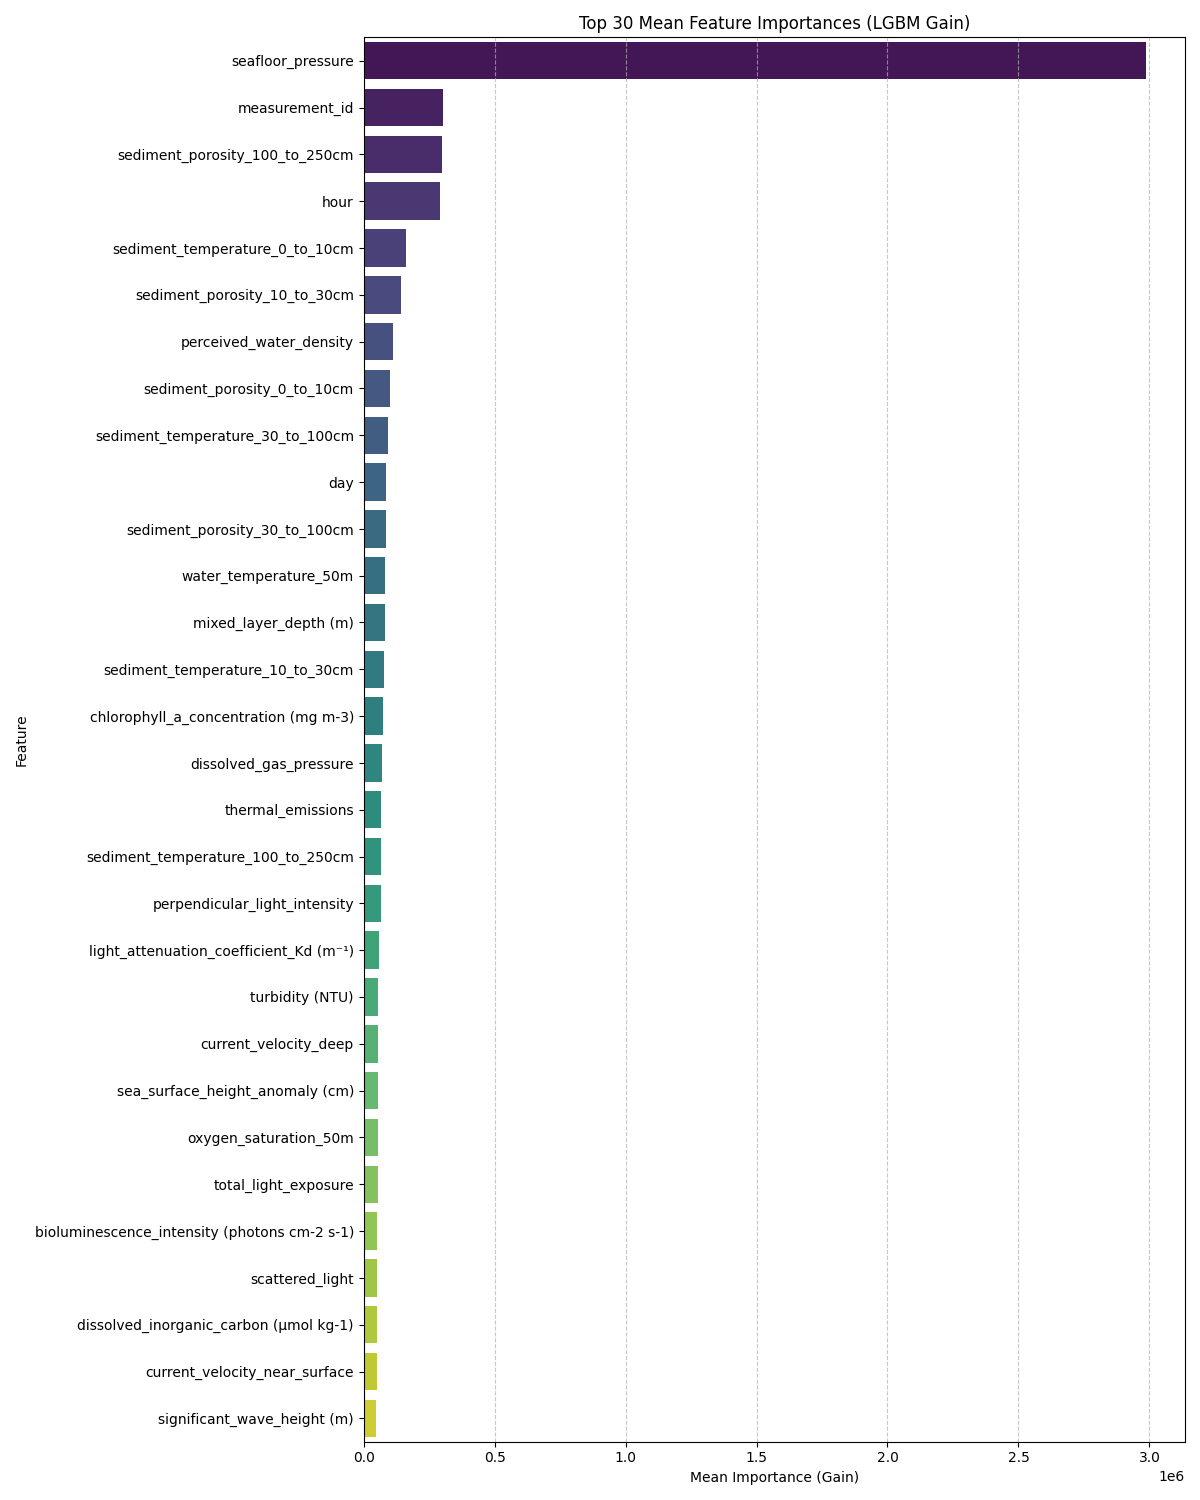 Top 30 Mean Feature Importances (LGBM Gain)
seafloor_pressure
measurement_id
sediment_porosity_100_to_250cm
hour
sediment_temperature_0_to_10cm
sediment_porosity_10_to_30cm
perceived_water_density
sediment_porosity_0_to_10cm
sediment_temperature_30_to_100cm
day
sediment_porosity_30_to_100cm
water_temperature_50m
mixed_layer_depth (m)
sediment_temperature_10_to_30cm
chlorophyll_a_concentration (mg m-3)
dissolved_gas_pressure
thermal_emissions
sediment_temperature_100_to_250cm
perpendicular_light_intensity
light_attenuation_coefficient_Kd (m⁻¹)
turbidity (NTU)
current_velocity_deep
sea_surface_height_anomaly (cm)
oxygen_saturation_50m
total_light_exposure
bioluminescence_intensity (photons cm-2 s-1)
scattered_light
dissolved_inorganic_carbon (µmol kg-1)
current_velocity_near_surface
significant_wave_height (m)
Feature
0.0 0.5 1.0 1.5 2.0 2.5 3.0
1e6
Mean Importance (Gain)